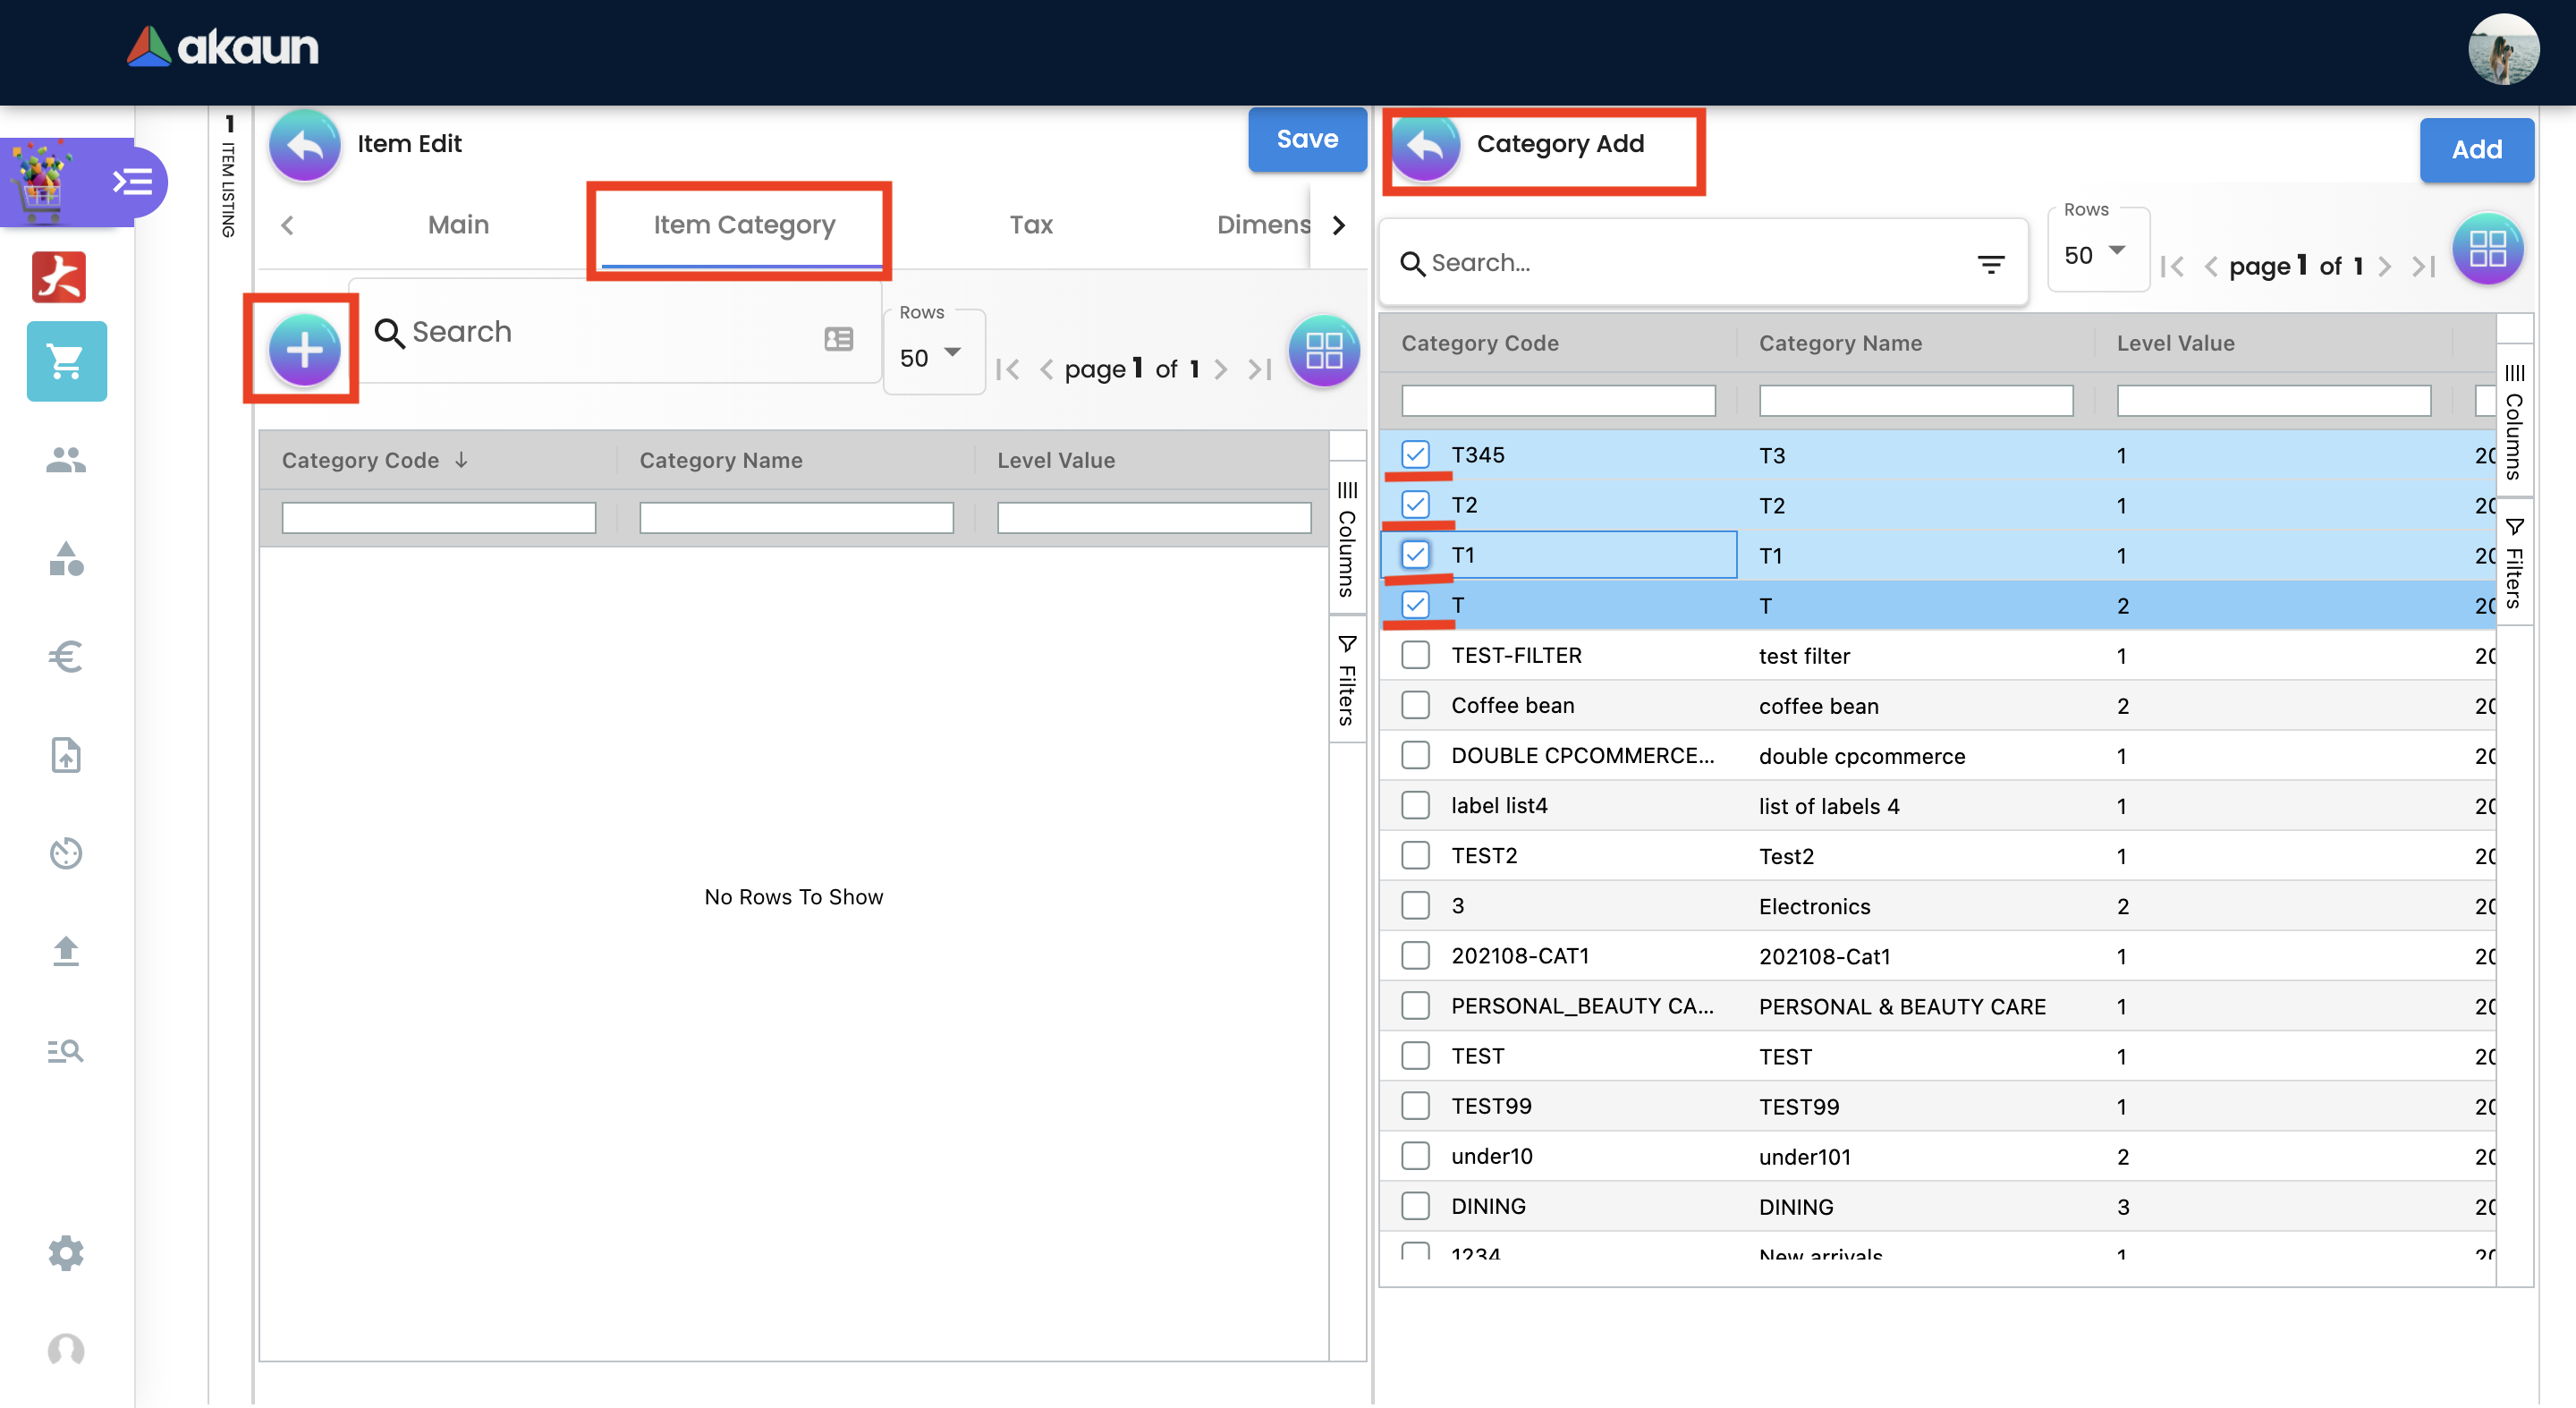 akaun
1 ITEM LISTING
Item Edit
Save
Main
Item Category
Tax
Dimens
Search
Rows
50
page 1 of 1
Category Code
Category Name
Level Value
Columns
Filters
No Rows To Show
Category Add
Add
Search...
Rows
50
page 1 of 1
Category Code
Category Name
Level Value
Columns
Filters
T345 T3 1 20
T2 T2 1 20
T1 T1 1 20
T T 2 20
TEST-FILTER test filter 1 20
Coffee bean coffee bean 2 20
DOUBLE CPCOMMERCE... double cpcommerce 1 20
label list4 list of labels 4 1 20
TEST2 Test2 1 20
3 Electronics 2 20
202108-CAT1 202108-Cat1 1 20
PERSONAL_BEAUTY CA... PERSONAL & BEAUTY CARE 1 20
TEST TEST 1 20
TEST99 TEST99 1 20
under10 under101 2 20
DINING DINING 3 20
1234 New arrivals 1 20